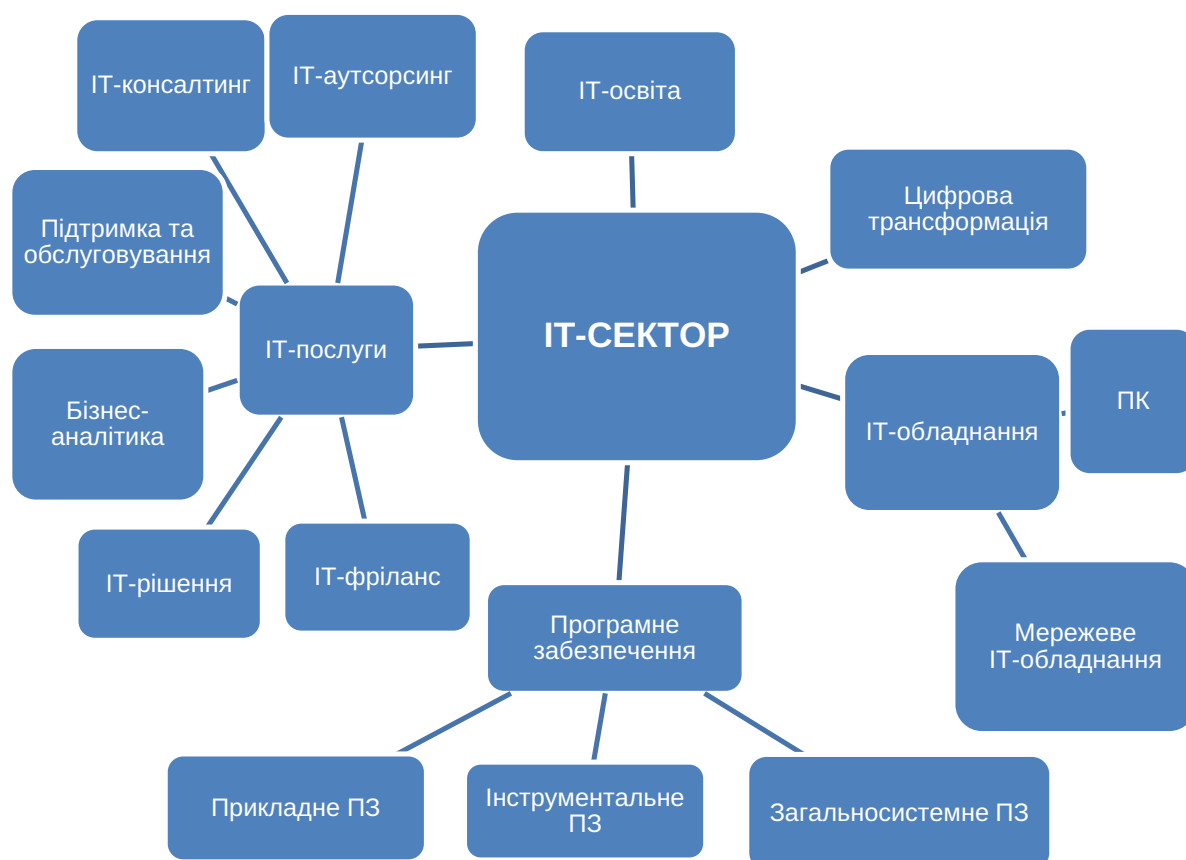 ІТ-консалтинг
ІТ-аутсорсинг
ІТ-освіта
Цифрова
трансформація
Підтримка та
обслуговування
ІТ-послуги
ІТ-СЕКТОР
ПК
ІТ-обладнання
Бізнес-
аналітика
ІТ-рішення
ІТ-фріланс
Програмне
забезпечення
Мережеве
ІТ-обладнання
Прикладне ПЗ
Інструментальне
ПЗ
Загальносистемне ПЗ